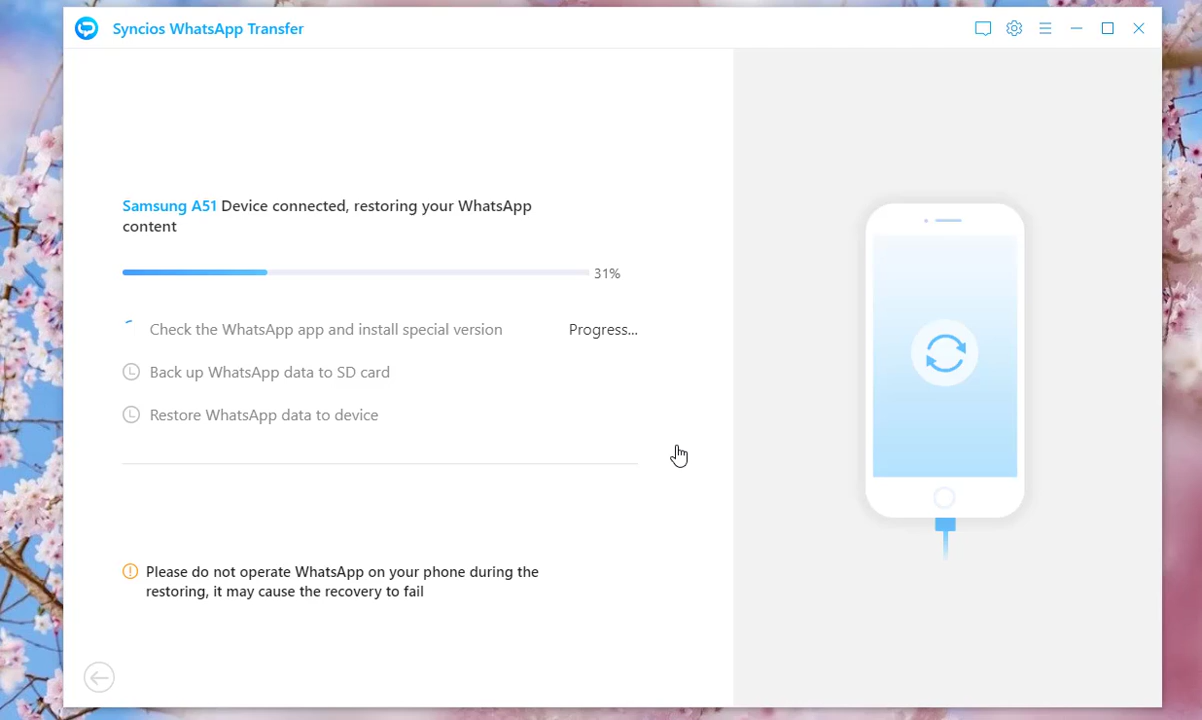 Syncios WhatsApp Transfer
Samsung A51 Device connected, restoring your WhatsApp
content
31%
Check the WhatsApp app and install special version Progress...
Back up WhatsApp data to SD card
Restore WhatsApp data to device
Please do not operate WhatsApp on your phone during the
restoring, it may cause the recovery to fail